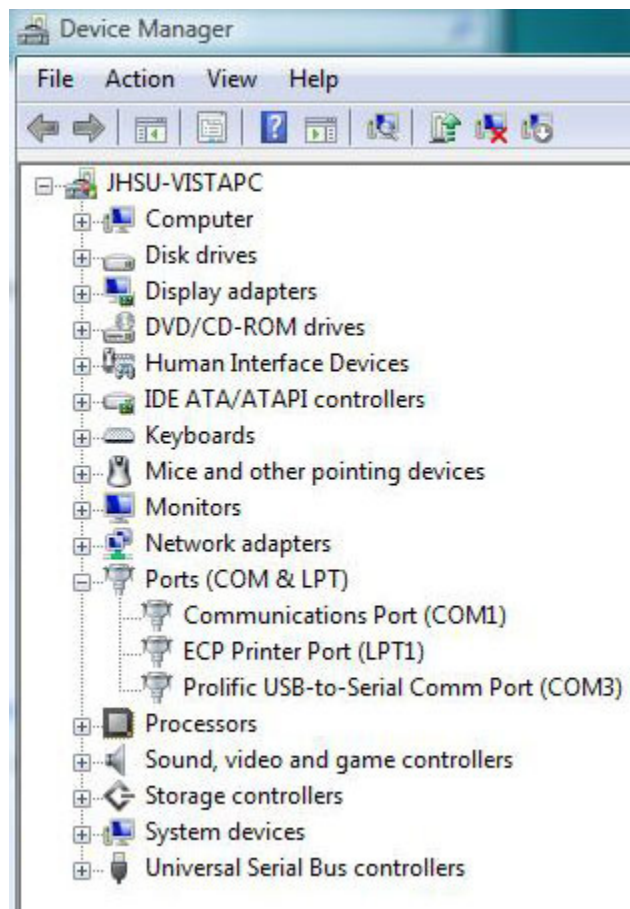 Device Manager
File Action View Help
JHSU-VISTAPC
Computer
Disk drives
Display adapters
DVD/CD-ROM drives
Human Interface Devices
IDE ATA/ATAPI controllers
Keyboards
Mice and other pointing devices
Monitors
Network adapters
Ports (COM & LPT)
Communications Port (COM1)
ECP Printer Port (LPT1)
Prolific USB-to-Serial Comm Port (COM3)
Processors
Sound, video and game controllers
Storage controllers
System devices
Universal Serial Bus controllers